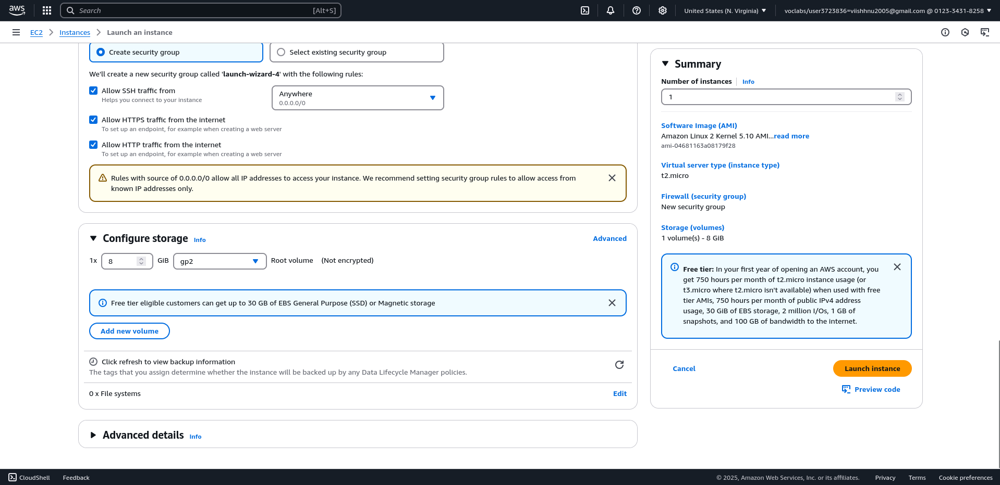 aws
Search [Alt+S]
United States (N. Virginia)
voclabs/user3723836=viishhnu2005@gmail.com @ 0123-3431-8258
EC2
Instances
Launch an instance
Create security group
Select existing security group
We'll create a new security group called 'launch-wizard-4' with the following rules:
Allow SSH traffic from
Helps you connect to your instance
Anywhere
0.0.0.0/0
Allow HTTPS traffic from the internet
To set up an endpoint, for example when creating a web server
Allow HTTP traffic from the internet
To set up an endpoint, for example when creating a web server
Rules with source of 0.0.0.0/0 allow all IP addresses to access your instance. We recommend setting security group rules to allow access from
known IP addresses only.
Configure storage Info
Advanced
1x 8 GiB gp2 Root volume (Not encrypted)
Free tier eligible customers can get up to 30 GB of EBS General Purpose (SSD) or Magnetic storage
Add new volume
Click refresh to view backup information
The tags that you assign determine whether the instance will be backed up by any Data Lifecycle Manager policies.
0 x File systems
Edit
Advanced details Info
Summary
Number of instances Info
1
Software Image (AMI)
Amazon Linux 2 Kernel 5.10 AMI...read more
ami-04681163a08179f28
Virtual server type (instance type)
t2.micro
Firewall (security group)
New security group
Storage (volumes)
1 volume(s) - 8 GiB
Free tier: In your first year of opening an AWS account, you
get 750 hours per month of t2.micro instance usage (or
t3.micro where t2.micro isn't available) when used with free
tier AMIs, 750 hours per month of public IPv4 address
usage, 30 GiB of EBS storage, 2 million I/Os, 1 GB of
snapshots, and 100 GB of bandwidth to the internet.
Cancel
Launch instance
Preview code
CloudShell
Feedback
© 2025, Amazon Web Services, Inc. or its affiliates.
Privacy
Terms
Cookie preferences